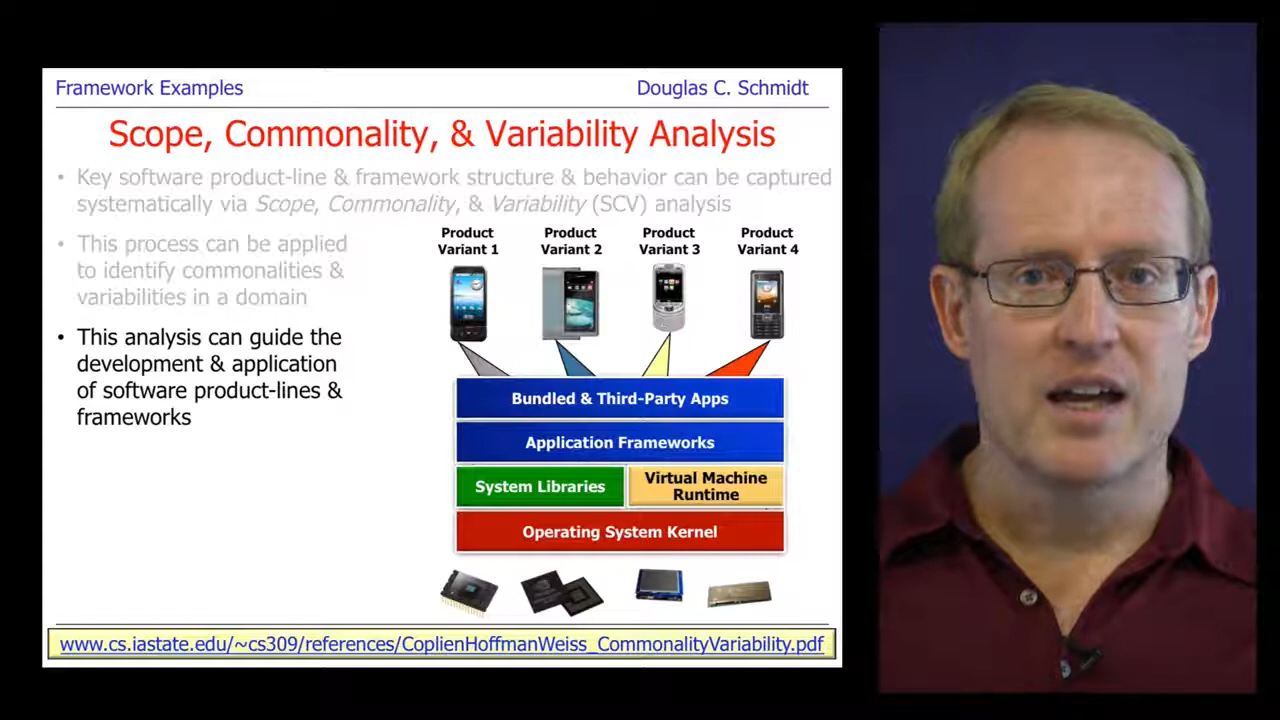 Framework Examples
Douglas C. Schmidt
Scope, Commonality, & Variability Analysis
• Key software product-line & framework structure & behavior can be captured
systematically via Scope, Commonality, & Variability (SCV) analysis
• This process can be applied
to identify commonalities &
variabilities in a domain
• This analysis can guide the
development & application
of software product-lines &
frameworks
Product
Variant 1
Product
Variant 2
Product
Variant 3
Product
Variant 4
Bundled & Third-Party Apps
Application Frameworks
System Libraries
Virtual Machine
Runtime
Operating System Kernel
www.cs.iastate.edu/~cs309/references/CoplienHoffmanWeiss_CommonalityVariability.pdf